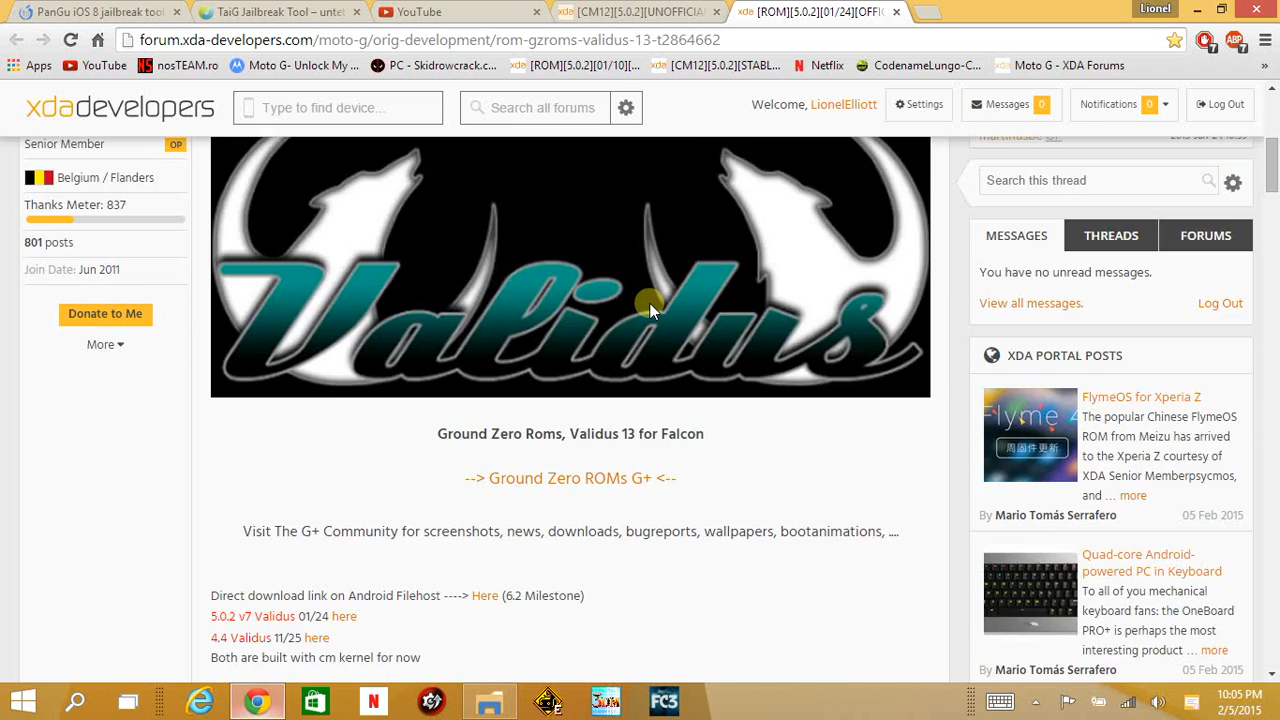 PanGu iOS 8 jailbreak tool
TaiG Jailbreak Tool – untet
YouTube
[CM12][5.0.2][UNOFFICIA
[ROM][5.0.2][01/24][OFFI
Lionel
forum.xda-developers.com/moto-g/orig-development/rom-gzroms-validus-13-t2864662
7
7
Apps
YouTube
nosTEAM.ro
Moto G- Unlock My ...
PC - Skidrowcrack.c...
[ROM][5.0.2][01/10]...
[CM12][5.0.2][STABL...
Netflix
CodenameLungo-C...
Moto G - XDA Forums
»
xdadevelopers
Type to find device...
Search all forums
Welcome, LionelElliott
Settings
Messages 0
Notifications 0
Log Out
Senior Member
OP
Belgium / Flanders
Thanks Meter: 837
801 posts
Join Date: Jun 2011
Donate to Me
More
Validus
Ground Zero Roms, Validus 13 for Falcon
--> Ground Zero ROMs G+ <--
Visit The G+ Community for screenshots, news, downloads, bugreports, wallpapers, bootanimations, ....
Direct download link on Android Filehost ----> Here (6.2 Milestone)
5.0.2 v7 Validus 01/24 here
4.4 Validus 11/25 here
Both are built with cm kernel for now
Search this thread
MESSAGES
THREADS
FORUMS
You have no unread messages.
View all messages.
Log Out
XDA PORTAL POSTS
FlymeOS for Xperia Z
The popular Chinese FlymeOS
ROM from Meizu has arrived
to the Xperia Z courtesy of
XDA Senior Memberpsycmos,
and ... more
By Mario Tomás Serrafero
05 Feb 2015
Flyme 4
周固件更新
Quad-core Android-
powered PC in Keyboard
To all of you mechanical
keyboard fans: the OneBoard
PRO+ is perhaps the most
interesting product ... more
By Mario Tomás Serrafero
05 Feb 2015
N
FC3
10:05 PM
2/5/2015